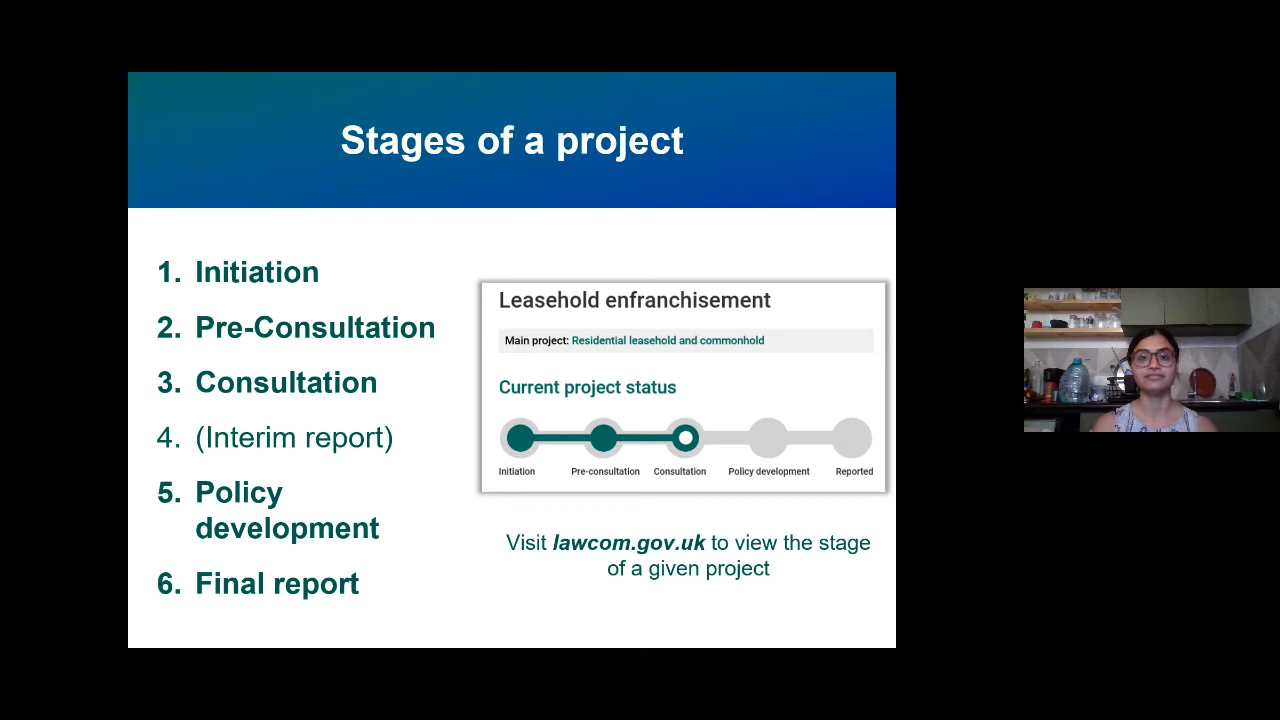 Stages of a project
1. Initiation
2. Pre-Consultation
3. Consultation
4. (Interim report)
5. Policy
development
6. Final report
Leasehold enfranchisement
Main project: Residential leasehold and commonhold
Current project status
Initiation Pre-consultation Consultation Policy development Reported
Visit lawcom.gov.uk to view the stage
of a given project